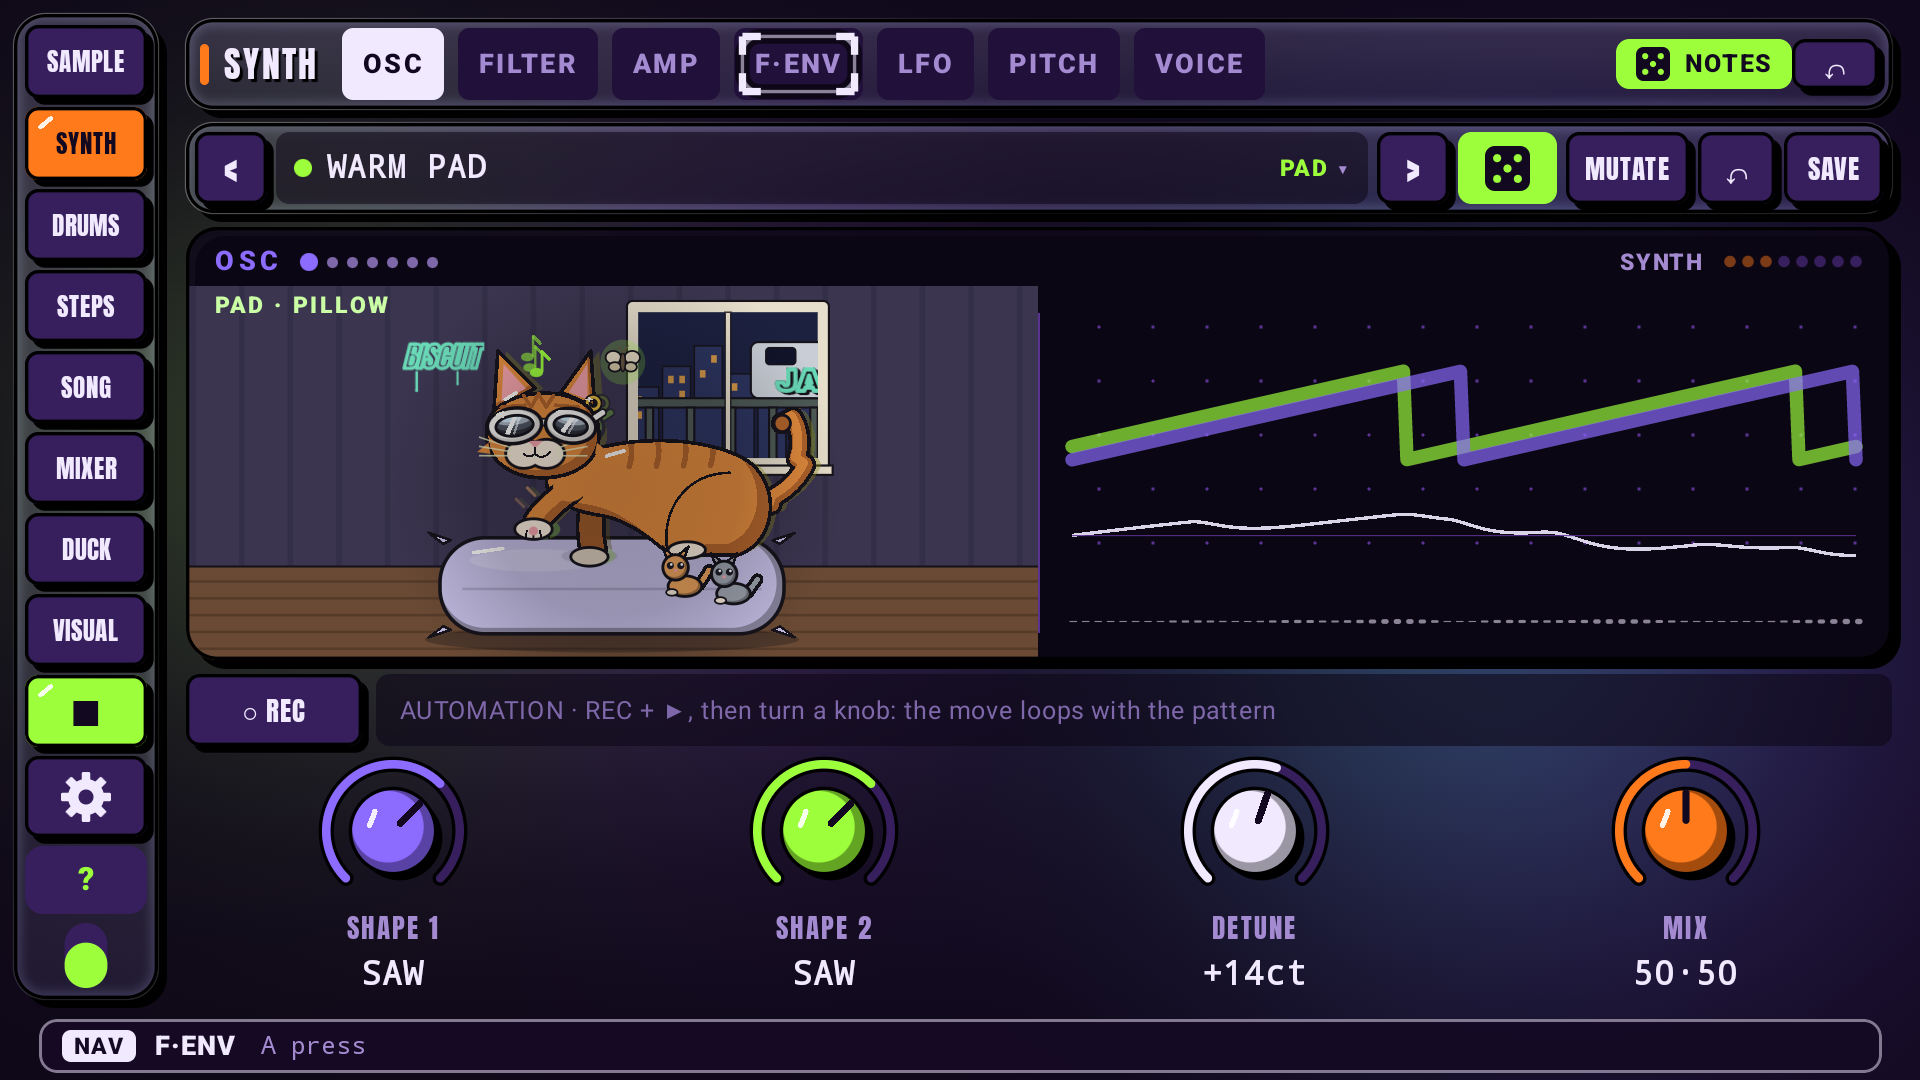 SAMPLE
SYNTH
DRUMS
STEPS
SONG
MIXER
DUCK
VISUAL
?
SYNTH OSC FILTER AMP F·ENV LFO PITCH VOICE NOTES
< WARM PAD PAD ▾ > MUTATE SAVE
OSC SYNTH
PAD · PILLOW
BISCUIT
JA
○ REC AUTOMATION · REC + ►, then turn a knob: the move loops with the pattern
SHAPE 1 SHAPE 2 DETUNE MIX
SAW SAW +14ct 50·50
NAV F·ENV A press